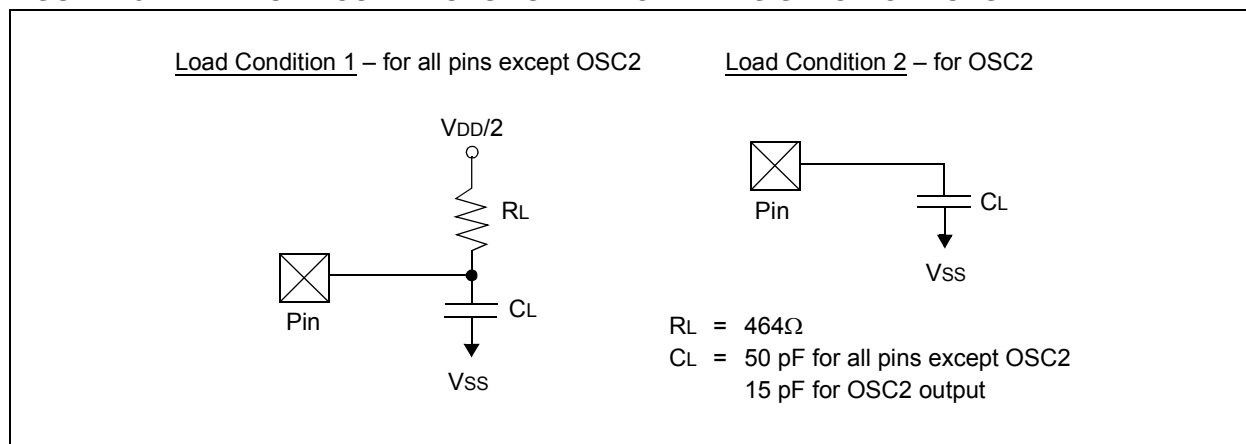 Load Condition 1 – for all pins except OSC2
Load Condition 2 – for OSC2
VDD/2
RL
Pin
CL
VSS
Pin
CL
VSS
RL = 464Ω
CL = 50 pF for all pins except OSC2
15 pF for OSC2 output